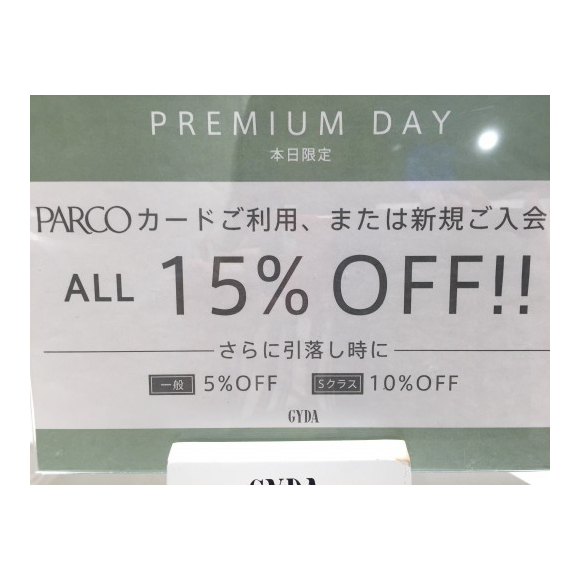 PREMIUM DAY
本日限定
PARCOカードご利用、または新規ご入会
ALL 15% OFF!!
さらに引落し時に
一般 5%OFF Sクラス 10%OFF
GYDA
GYDA